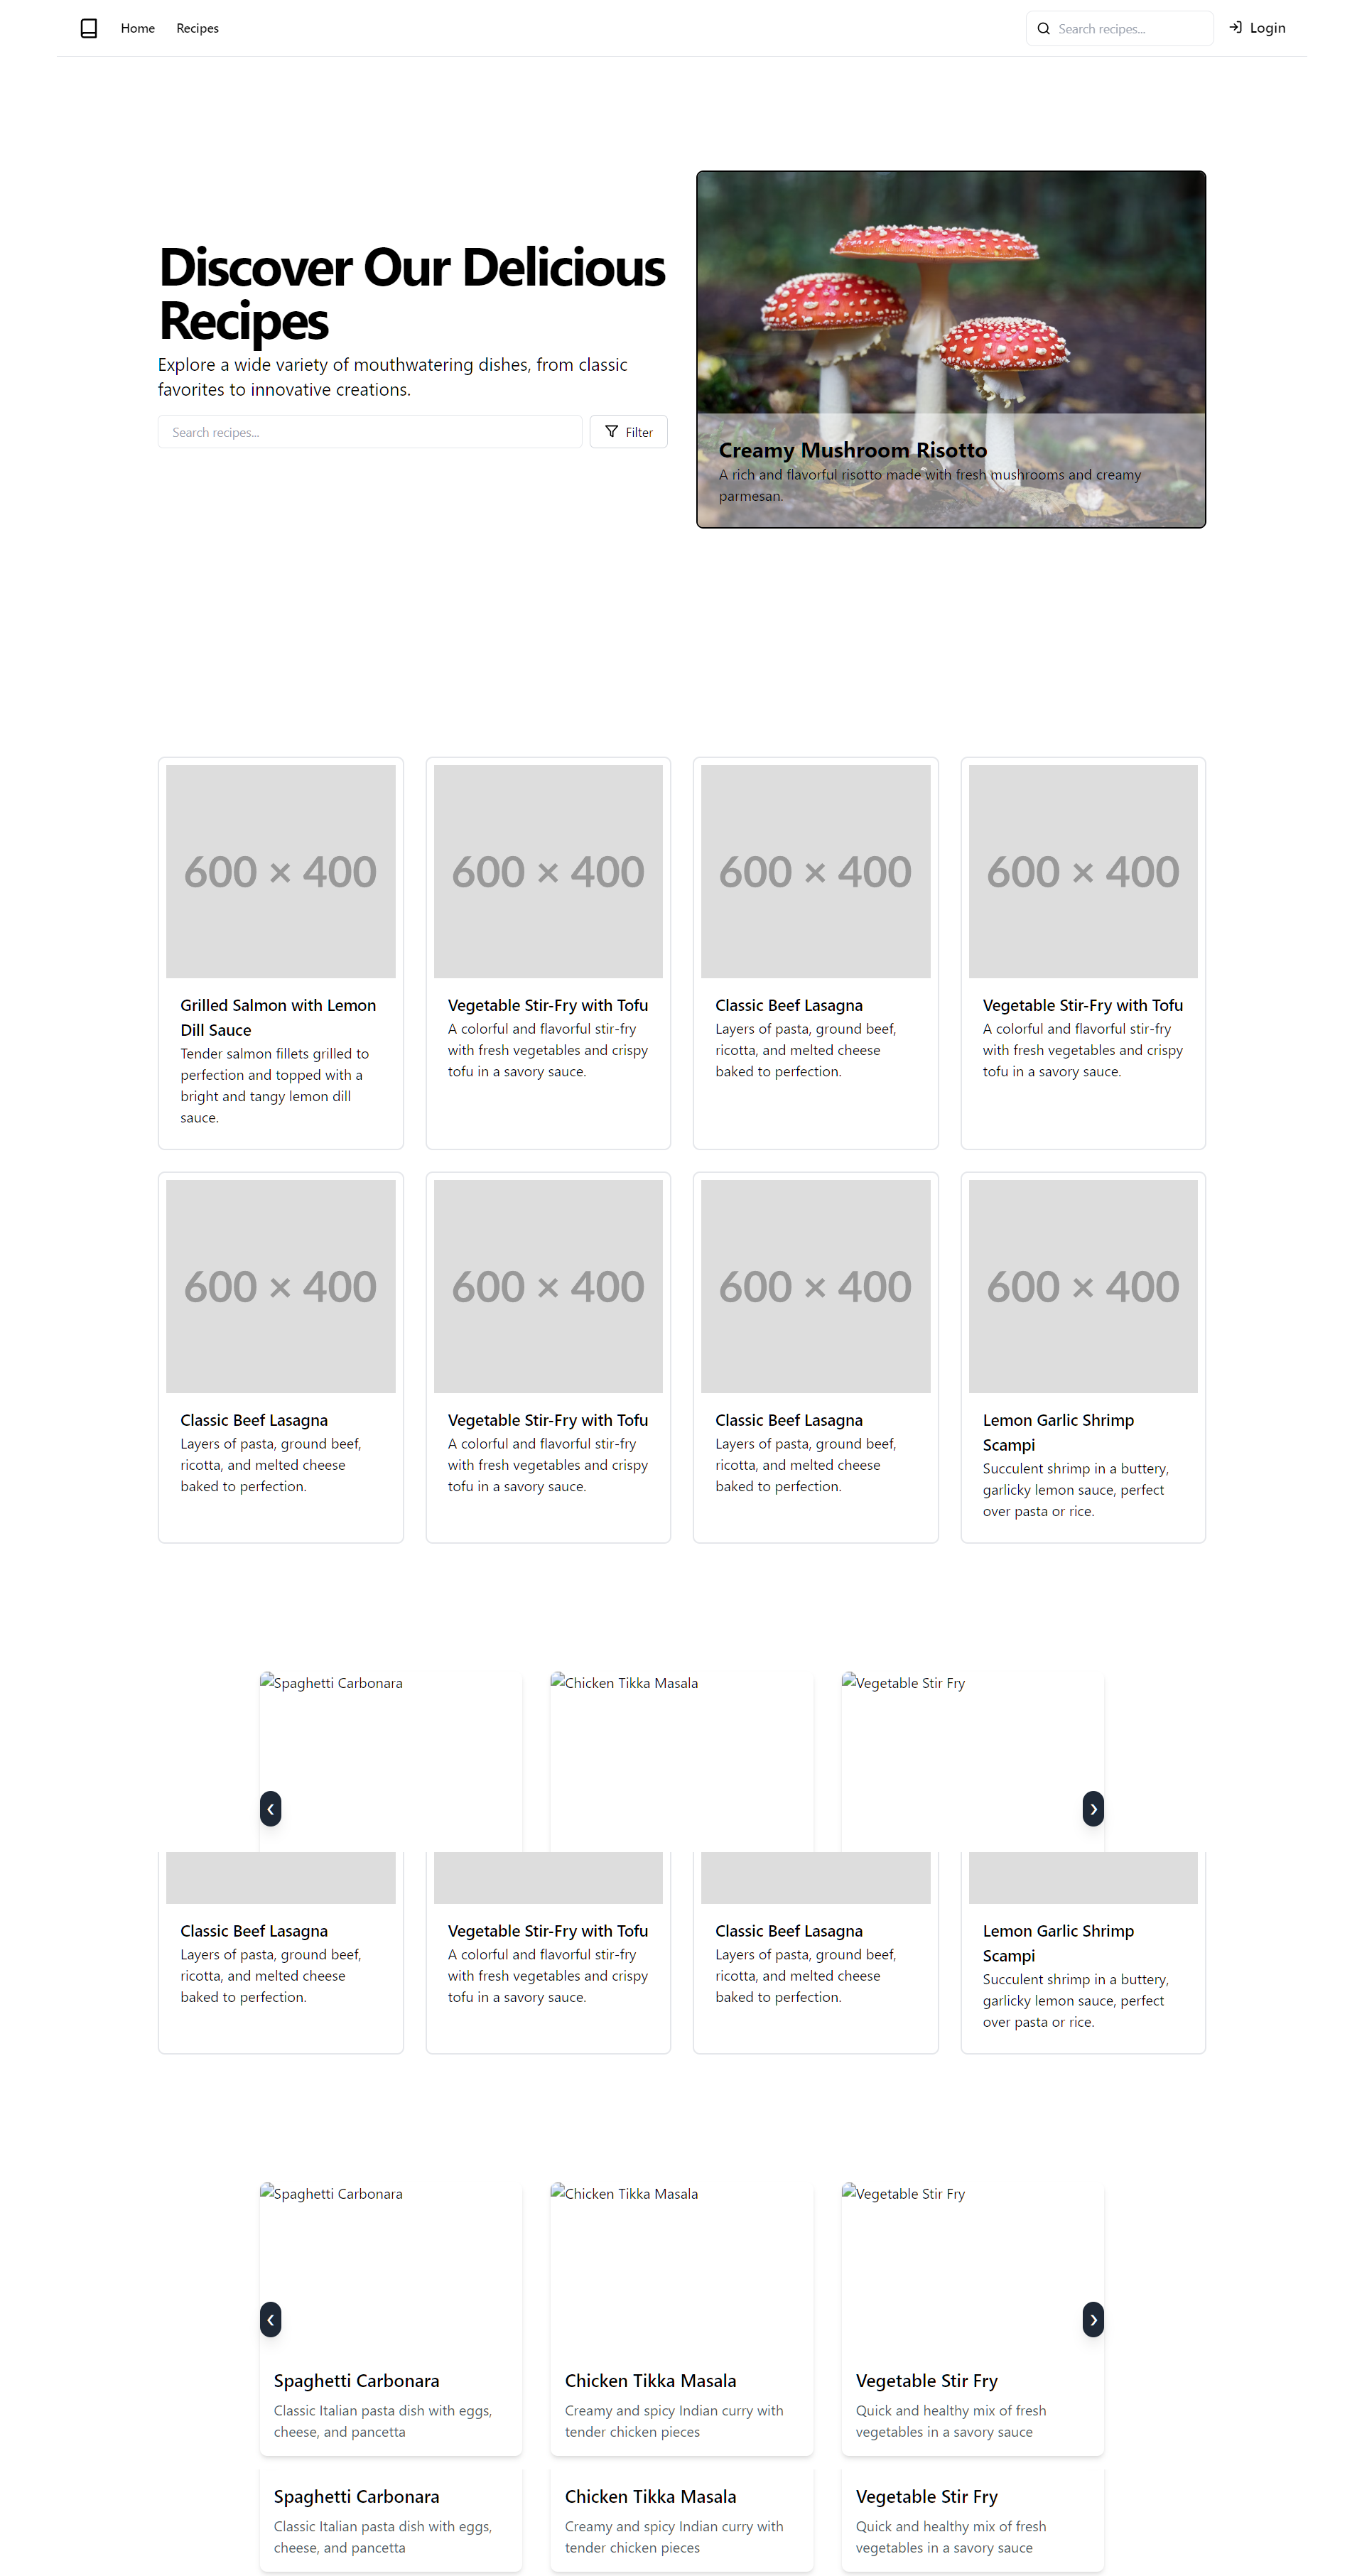 Home Recipes Search recipes... Login
Discover Our Delicious
Recipes
Explore a wide variety of mouthwatering dishes, from classic
favorites to innovative creations.
Search recipes... Filter
Creamy Mushroom Risotto
A rich and flavorful risotto made with fresh mushrooms and creamy
parmesan.
600 × 400 600 × 400 600 × 400 600 × 400
Grilled Salmon with Lemon
Dill Sauce
Tender salmon fillets grilled to
perfection and topped with a
bright and tangy lemon dill
sauce.
Vegetable Stir-Fry with Tofu
A colorful and flavorful stir-fry
with fresh vegetables and crispy
tofu in a savory sauce.
Classic Beef Lasagna
Layers of pasta, ground beef,
ricotta, and melted cheese
baked to perfection.
Vegetable Stir-Fry with Tofu
A colorful and flavorful stir-fry
with fresh vegetables and crispy
tofu in a savory sauce.
600 × 400 600 × 400 600 × 400 600 × 400
Classic Beef Lasagna
Layers of pasta, ground beef,
ricotta, and melted cheese
baked to perfection.
Vegetable Stir-Fry with Tofu
A colorful and flavorful stir-fry
with fresh vegetables and crispy
tofu in a savory sauce.
Classic Beef Lasagna
Layers of pasta, ground beef,
ricotta, and melted cheese
baked to perfection.
Lemon Garlic Shrimp
Scampi
Succulent shrimp in a buttery,
garlicky lemon sauce, perfect
over pasta or rice.
Spaghetti Carbonara Chicken Tikka Masala Vegetable Stir Fry
❮ ❯
Classic Beef Lasagna
Layers of pasta, ground beef,
ricotta, and melted cheese
baked to perfection.
Vegetable Stir-Fry with Tofu
A colorful and flavorful stir-fry
with fresh vegetables and crispy
tofu in a savory sauce.
Classic Beef Lasagna
Layers of pasta, ground beef,
ricotta, and melted cheese
baked to perfection.
Lemon Garlic Shrimp
Scampi
Succulent shrimp in a buttery,
garlicky lemon sauce, perfect
over pasta or rice.
Spaghetti Carbonara Chicken Tikka Masala Vegetable Stir Fry
❮ ❯
Spaghetti Carbonara
Classic Italian pasta dish with eggs,
cheese, and pancetta
Chicken Tikka Masala
Creamy and spicy Indian curry with
tender chicken pieces
Vegetable Stir Fry
Quick and healthy mix of fresh
vegetables in a savory sauce
Spaghetti Carbonara
Classic Italian pasta dish with eggs,
cheese, and pancetta
Chicken Tikka Masala
Creamy and spicy Indian curry with
tender chicken pieces
Vegetable Stir Fry
Quick and healthy mix of fresh
vegetables in a savory sauce